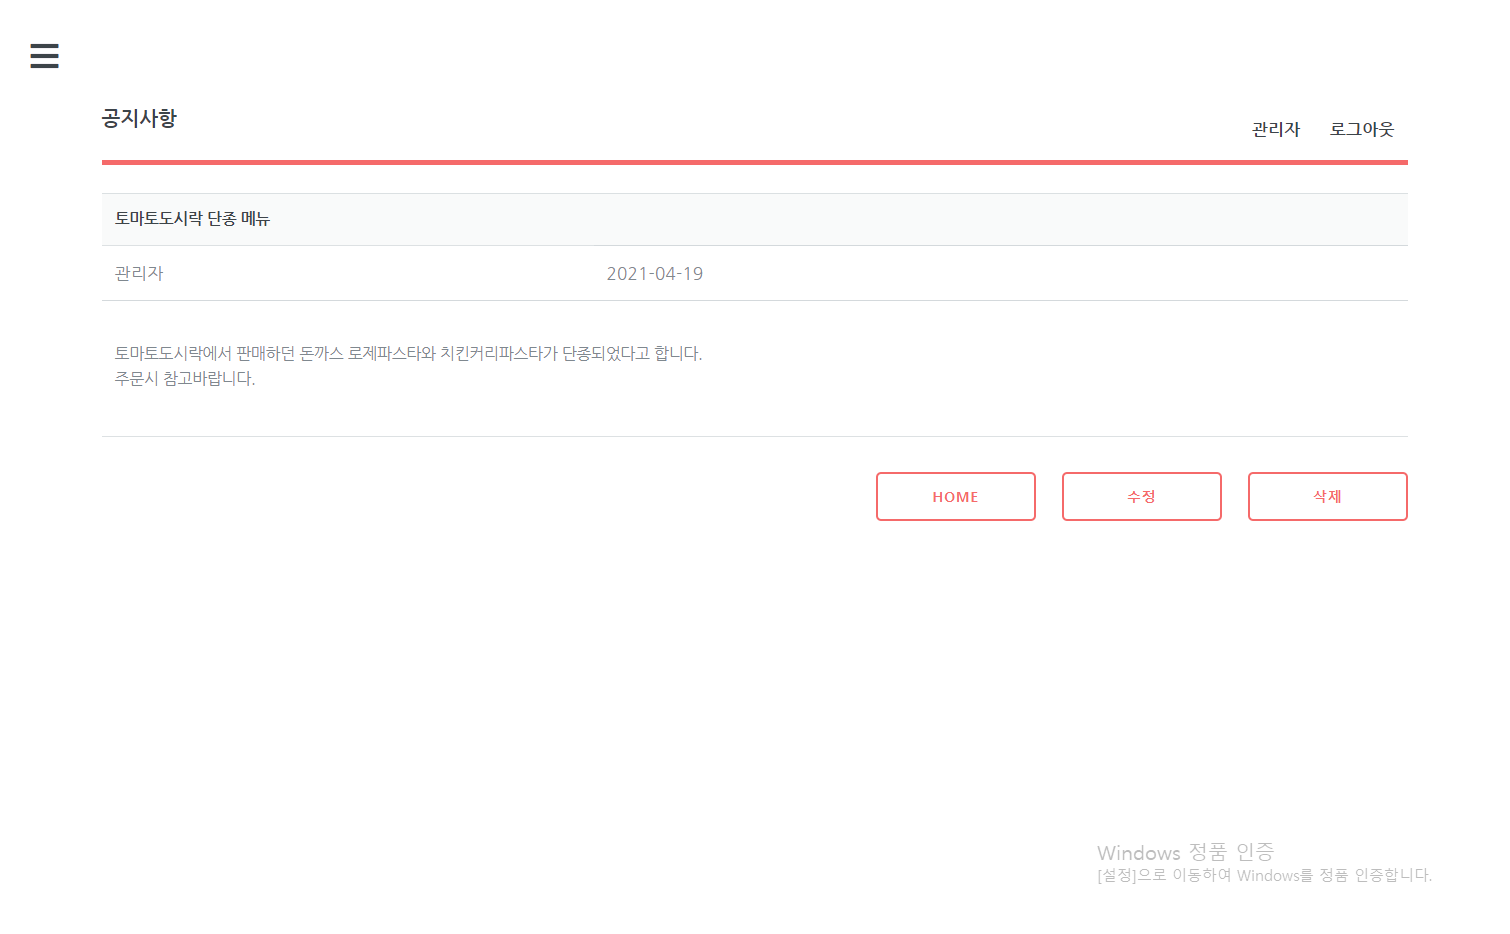 공지사항
관리자 로그아웃
토마토도시락 단종 메뉴
관리자 2021-04-19
토마토도시락에서 판매하던 돈까스 로제파스타와 치킨커리파스타가 단종되었다고 합니다.
주문시 참고바랍니다.
HOME 수정 삭제
Windows 정품 인증
[설정]으로 이동하여 Windows를 정품 인증합니다.